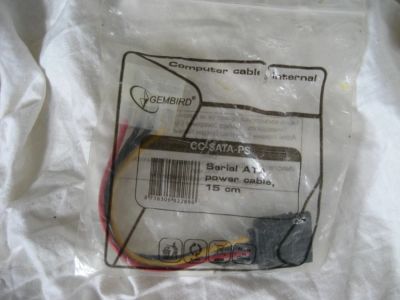 Computer cable, internal
GEMBIRD
CC-SATA-PS
Serial ATA
power cable,
15 cm